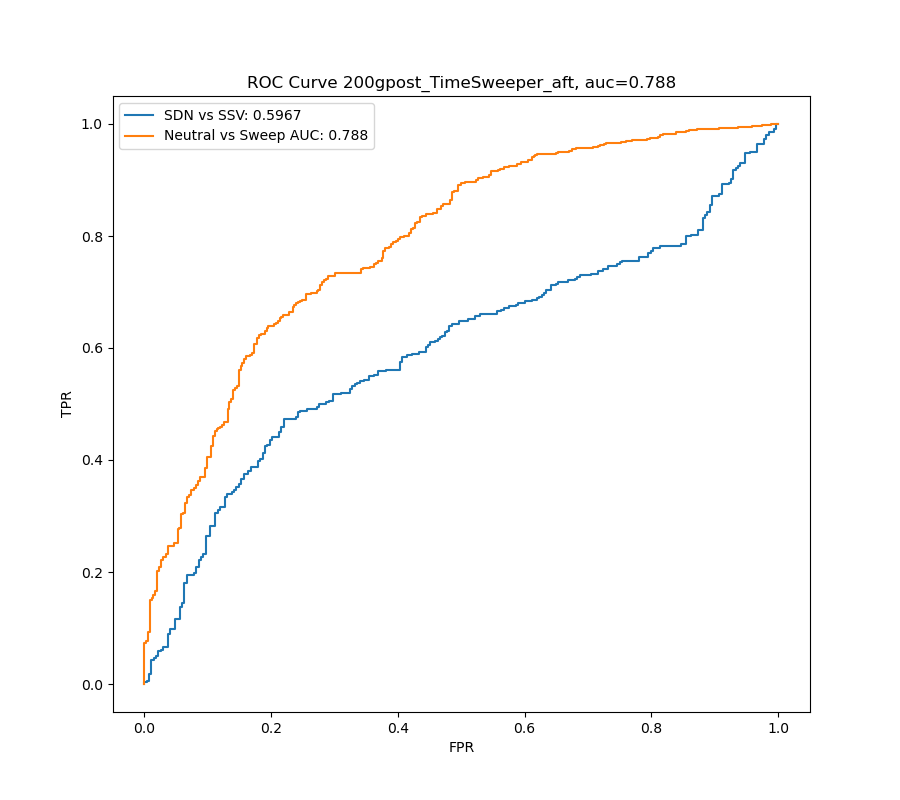 ROC Curve 200gpost_TimeSweeper_aft, auc=0.788
SDN vs SSV: 0.5967
Neutral vs Sweep AUC: 0.788
1.0
0.8
0.6
0.4
0.2
0.0
TPR
0.0 0.2 0.4 0.6 0.8 1.0
FPR